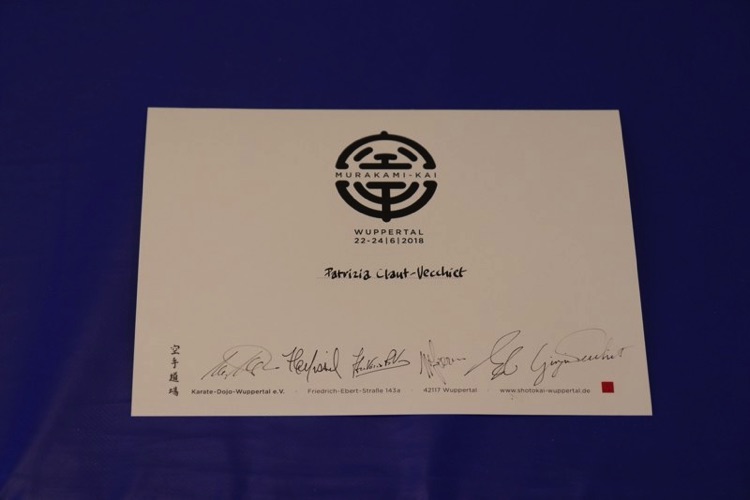 MURAKAMI-KAI
WUPPERTAL
22-24|6|2018
Patrizia Claut-Vecchiet
空手道場
Karate-Dojo-Wuppertal e.V. · Friedrich-Ebert-Straße 143a · 42117 Wuppertal · www.shotokai-wuppertal.de